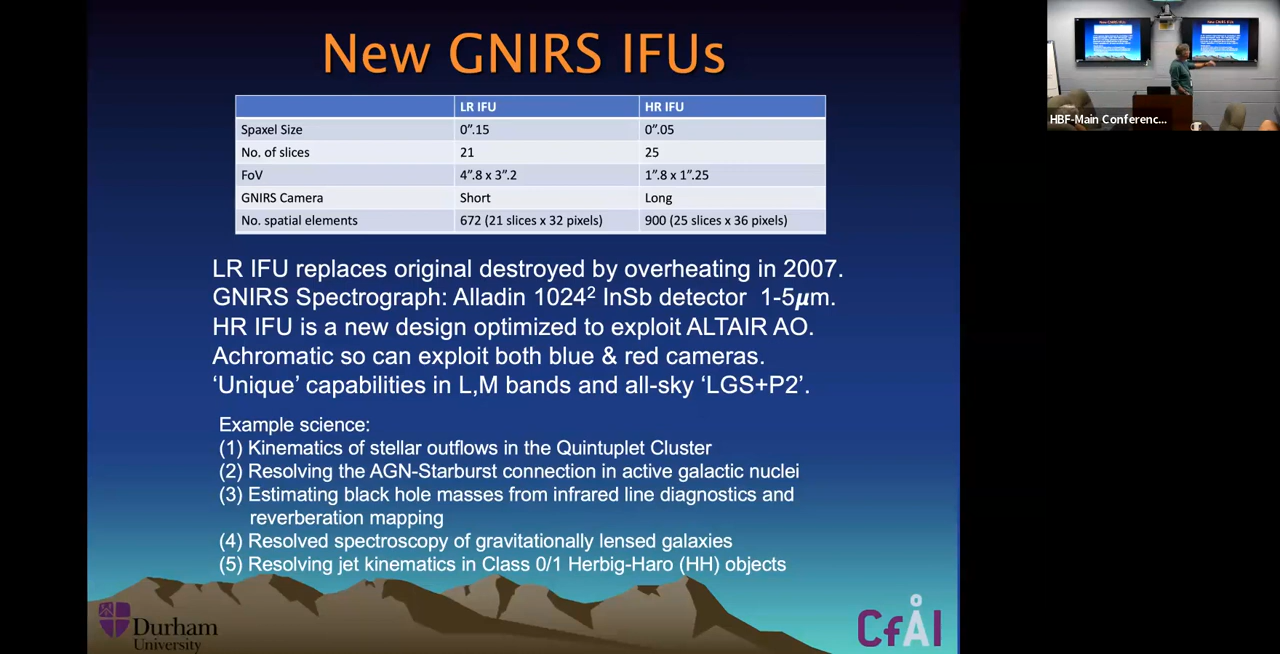 New GNIRS IFUs
LR IFU HR IFU
Spaxel Size 0”.15 0”.05
No. of slices 21 25
FoV 4”.8 x 3”.2 1”.8 x 1”.25
GNIRS Camera Short Long
No. spatial elements 672 (21 slices x 32 pixels) 900 (25 slices x 36 pixels)
LR IFU replaces original destroyed by overheating in 2007.
GNIRS Spectrograph: Alladin 1024² InSb detector 1-5µm.
HR IFU is a new design optimized to exploit ALTAIR AO.
Achromatic so can exploit both blue & red cameras.
‘Unique’ capabilities in L,M bands and all-sky ‘LGS+P2’.
Example science:
(1) Kinematics of stellar outflows in the Quintuplet Cluster
(2) Resolving the AGN-Starburst connection in active galactic nuclei
(3) Estimating black hole masses from infrared line diagnostics and
reverberation mapping
(4) Resolved spectroscopy of gravitationally lensed galaxies
(5) Resolving jet kinematics in Class 0/1 Herbig-Haro (HH) objects
Durham
University
CfAI
HBF-Main Conferenc...
New GNIRS IFUs
New GNIRS IFUs